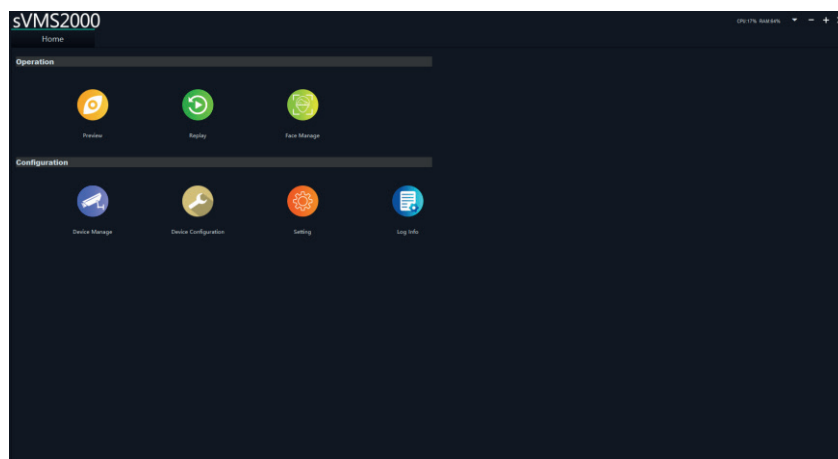 sVMS2000
CPU:17% RAM:84%
Home
Operation
Preview Replay Face Manage
Configuration
Device Manage Device Configuration Setting Log Info